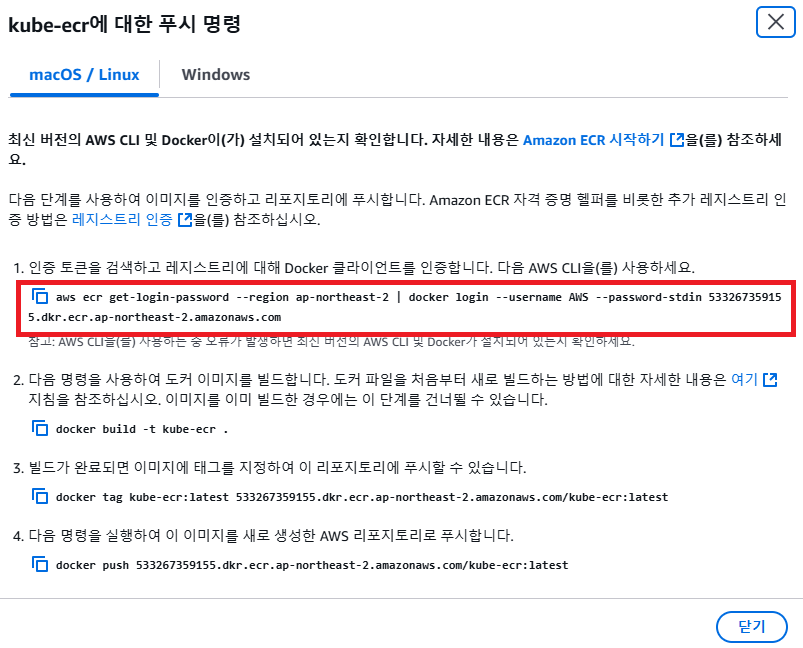 kube-ecr에 대한 푸시 명령
macOS / Linux
Windows
최신 버전의 AWS CLI 및 Docker이(가) 설치되어 있는지 확인합니다. 자세한 내용은 Amazon ECR 시작하기 을(를) 참조하세
요.
다음 단계를 사용하여 이미지를 인증하고 리포지토리에 푸시합니다. Amazon ECR 자격 증명 헬퍼를 비롯한 추가 레지스트리 인
증 방법은 레지스트리 인증 을(를) 참조하십시오.
1. 인증 토큰을 검색하고 레지스트리에 대해 Docker 클라이언트를 인증합니다. 다음 AWS CLI을(를) 사용하세요.
aws ecr get-login-password --region ap-northeast-2 | docker login --username AWS --password-stdin 53326735915
5.dkr.ecr.ap-northeast-2.amazonaws.com
참고: AWS CLI을(를) 사용하는 중 오류가 발생하면 최신 버전의 AWS CLI 및 Docker가 설치되어 있는지 확인하세요.
2. 다음 명령을 사용하여 도커 이미지를 빌드합니다. 도커 파일을 처음부터 새로 빌드하는 방법에 대한 자세한 내용은 여기
지침을 참조하십시오. 이미지를 이미 빌드한 경우에는 이 단계를 건너뛸 수 있습니다.
docker build -t kube-ecr .
3. 빌드가 완료되면 이미지에 태그를 지정하여 이 리포지토리에 푸시할 수 있습니다.
docker tag kube-ecr:latest 533267359155.dkr.ecr.ap-northeast-2.amazonaws.com/kube-ecr:latest
4. 다음 명령을 실행하여 이 이미지를 새로 생성한 AWS 리포지토리로 푸시합니다.
docker push 533267359155.dkr.ecr.ap-northeast-2.amazonaws.com/kube-ecr:latest
닫기